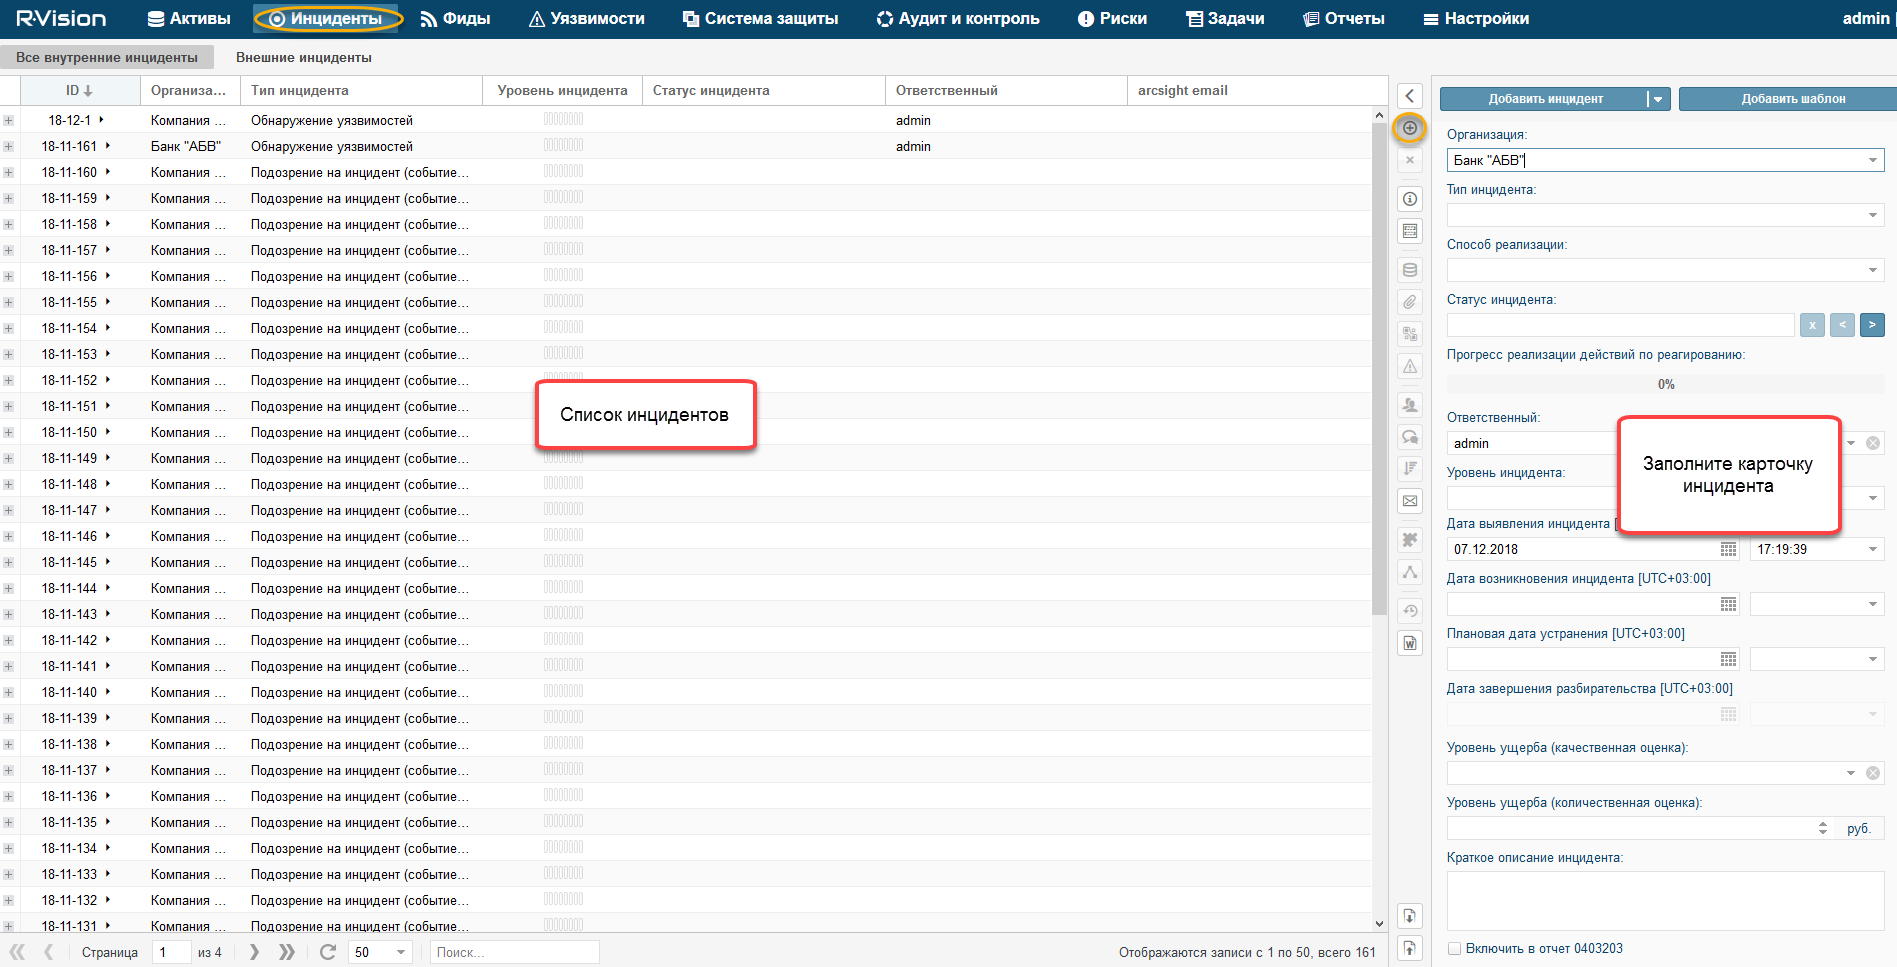 R-Vision Активы Инциденты Фиды Уязвимости Система защиты Аудит и контроль Риски Задачи Отчеты Настройки admin
Все внутренние инциденты Внешние инциденты
ID Организа... Тип инцидента Уровень инцидента Статус инцидента Ответственный arcsight email
18-12-1 Компания ... Обнаружение уязвимостей admin
18-11-161 Банк "АБВ" Обнаружение уязвимостей admin
18-11-160 Компания ... Подозрение на инцидент (событие...
18-11-159 Компания ... Подозрение на инцидент (событие...
18-11-158 Компания ... Подозрение на инцидент (событие...
18-11-157 Компания ... Подозрение на инцидент (событие...
18-11-156 Компания ... Подозрение на инцидент (событие...
18-11-155 Компания ... Подозрение на инцидент (событие...
18-11-154 Компания ... Подозрение на инцидент (событие...
18-11-153 Компания ... Подозрение на инцидент (событие...
18-11-152 Компания ... Подозрение на инцидент (событие...
18-11-151 Компания ... Подозрение на инцидент (событие...
18-11-150 Компания ... Подозрение на инцидент (событие...
18-11-149 Компания ... Подозрение на инцидент (событие...
18-11-148 Компания ... Подозрение на инцидент (событие...
18-11-147 Компания ... Подозрение на инцидент (событие...
18-11-146 Компания ... Подозрение на инцидент (событие...
18-11-145 Компания ... Подозрение на инцидент (событие...
18-11-144 Компания ... Подозрение на инцидент (событие...
18-11-143 Компания ... Подозрение на инцидент (событие...
18-11-142 Компания ... Подозрение на инцидент (событие...
18-11-141 Компания ... Подозрение на инцидент (событие...
18-11-140 Компания ... Подозрение на инцидент (событие...
18-11-139 Компания ... Подозрение на инцидент (событие...
18-11-138 Компания ... Подозрение на инцидент (событие...
18-11-137 Компания ... Подозрение на инцидент (событие...
18-11-136 Компания ... Подозрение на инцидент (событие...
18-11-135 Компания ... Подозрение на инцидент (событие...
18-11-134 Компания ... Подозрение на инцидент (событие...
18-11-133 Компания ... Подозрение на инцидент (событие...
18-11-132 Компания ... Подозрение на инцидент (событие...
18-11-131 Компания ... Подозрение на инцидент (событие...
Список инцидентов
Страница 1 из 4 50 Поиск... Отображаются записи с 1 по 50, всего 161
Добавить инцидент Добавить шаблон
Организация:
Банк "АБВ"
Тип инцидента:
Способ реализации:
Статус инцидента:
x < >
Прогресс реализации действий по реагированию:
0%
Ответственный:
admin
Заполните карточку
инцидента
Уровень инцидента:
Дата выявления инцидента [
07.12.2018 17:19:39
Дата возникновения инцидента [UTC+03:00]
Плановая дата устранения [UTC+03:00]
Дата завершения разбирательства [UTC+03:00]
Уровень ущерба (качественная оценка):
Уровень ущерба (количественная оценка):
руб.
Краткое описание инцидента:
Включить в отчет 0403203